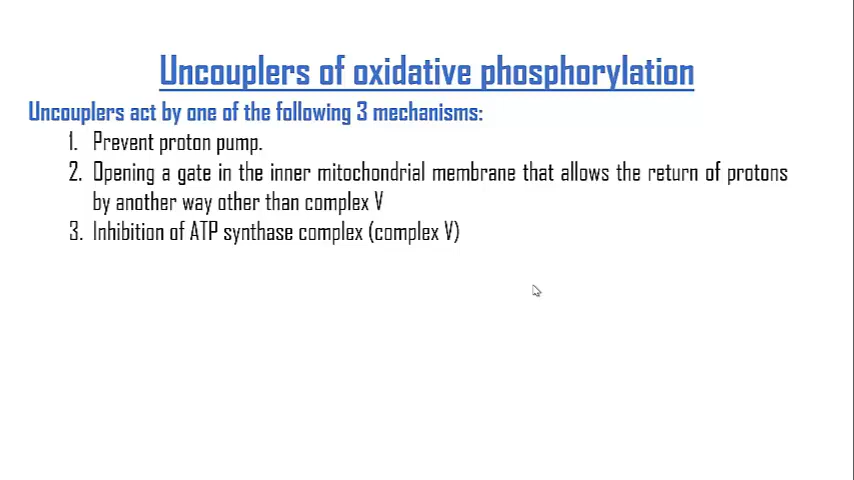 Uncouplers of oxidative phosphorylation
Uncouplers act by one of the following 3 mechanisms:
1. Prevent proton pump.
2. Opening a gate in the inner mitochondrial membrane that allows the return of protons
by another way other than complex V
3. Inhibition of ATP synthase complex (complex V)